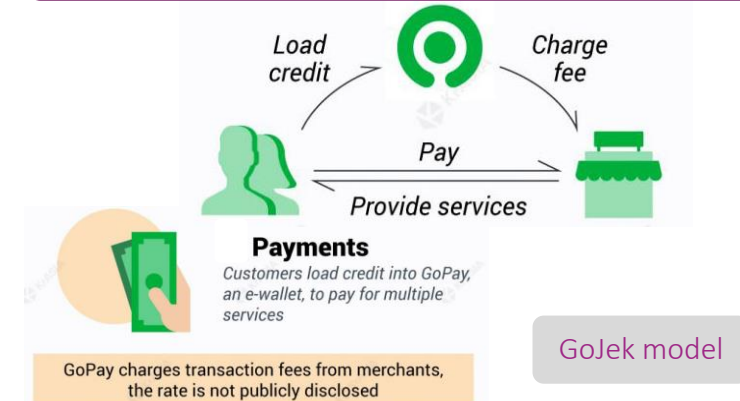 Load
credit
Charge
fee
Pay
Provide services
Payments
Customers load credit into GoPay,
an e-wallet, to pay for multiple
services
GoPay charges transaction fees from merchants,
the rate is not publicly disclosed
GoJek model